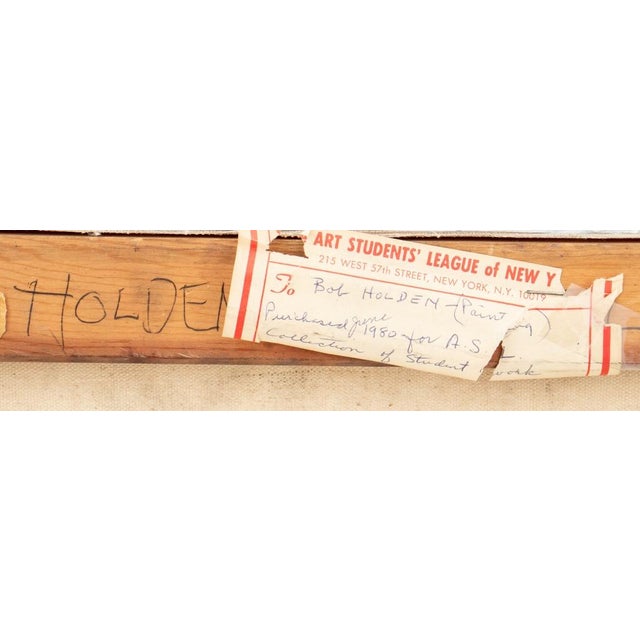 HOLDEN
ART STUDENTS' LEAGUE of NEW Y
215 WEST 57th STREET, NEW YORK, N.Y. 10019
To
BOB HOLDEN - (Painting)
Purchased June 1980 for A.S.L.
Collection of Student work